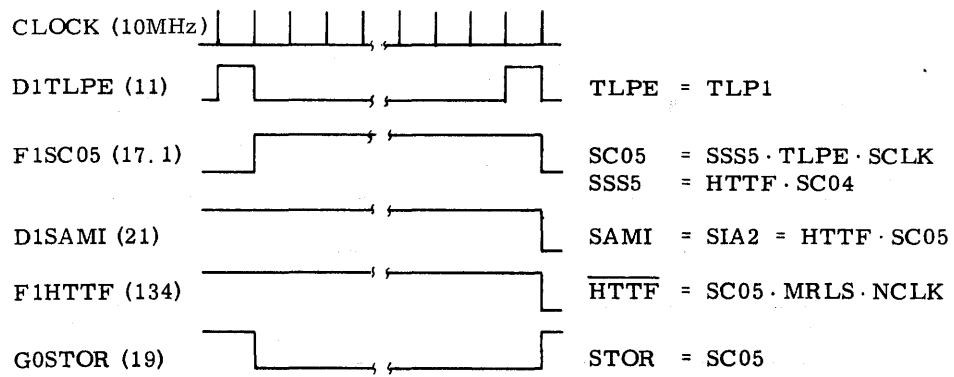 CLOCK (10MHz)
D1TLPE (11) TLPE = TLP1
F1SC05 (17.1) SC05 = SSS5 · TLPE · SCLK
SSS5 = HTTF · SC04
D1SAMI (21) SAMI = SIA2 = HTTF · SC05
F1HTTF (134) H̅T̅T̅F̅ = SC05 · MRLS · NCLK
G0STOR (19) STOR = SC05